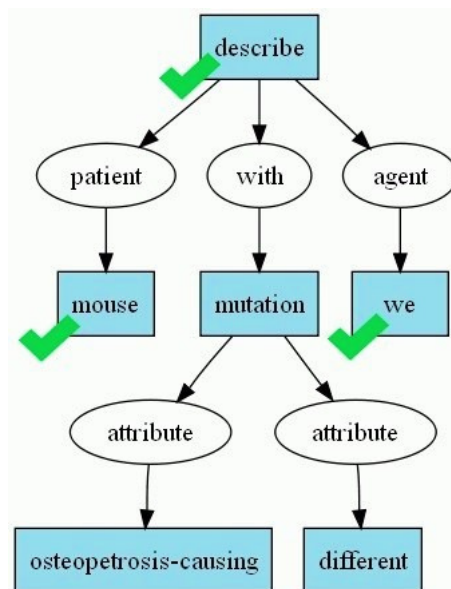 describe
patient with agent
mouse mutation we
attribute attribute
osteopetrosis-causing different